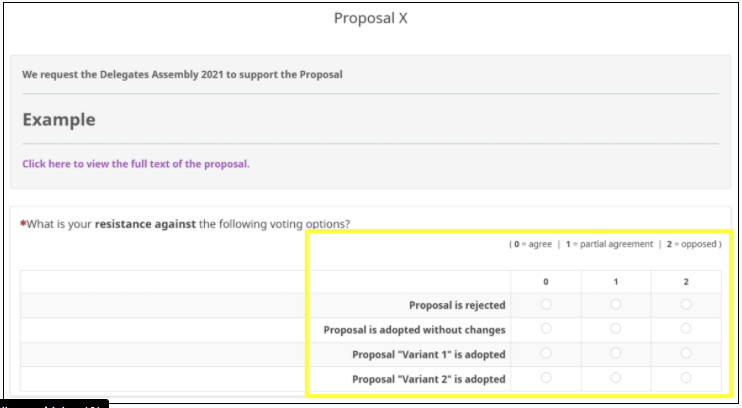 Proposal X
We request the Delegates Assembly 2021 to support the Proposal
Example
Click here to view the full text of the proposal.
*What is your resistance against the following voting options?
( 0 = agree | 1 = partial agreement | 2 = opposed )
0 1 2
Proposal is rejected
Proposal is adopted without changes
Proposal "Variant 1" is adopted
Proposal "Variant 2" is adopted